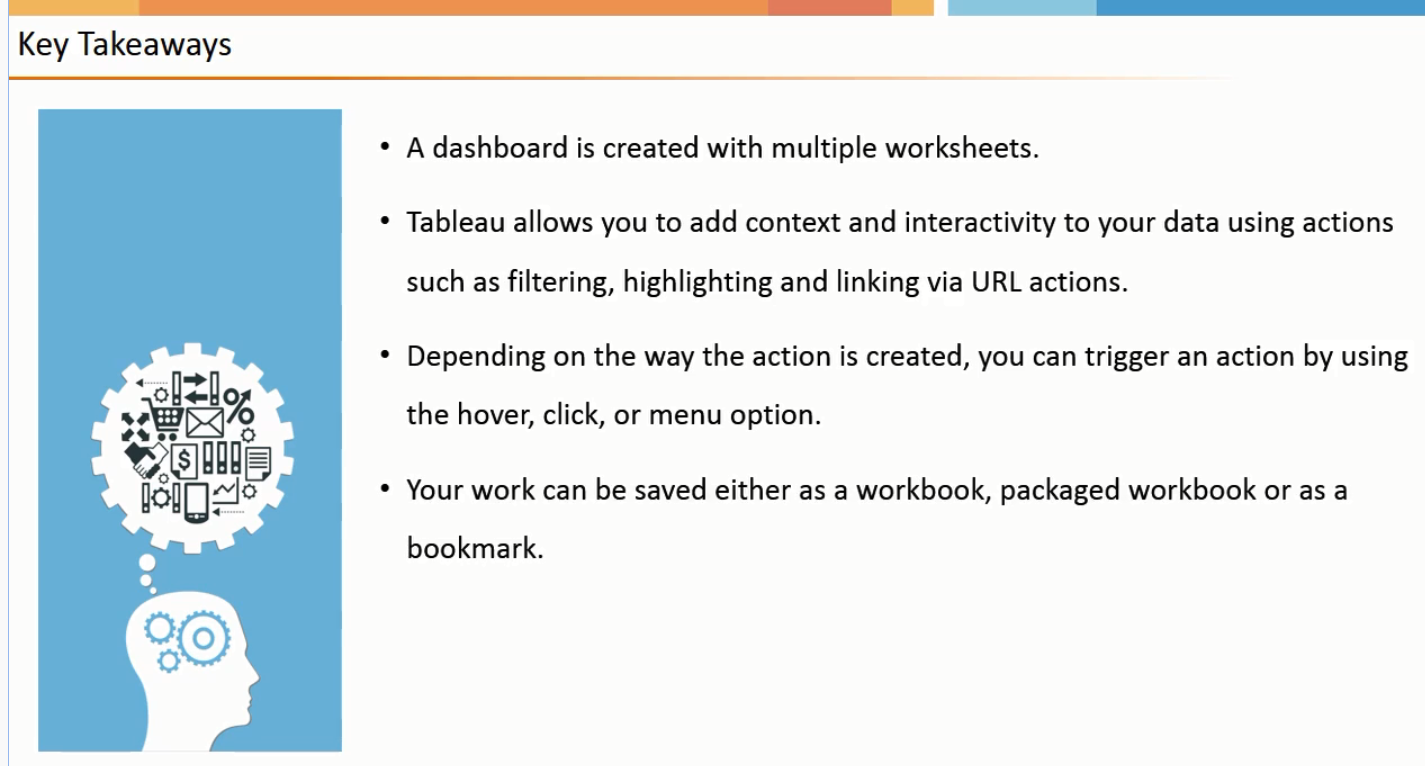 Key Takeaways
• A dashboard is created with multiple worksheets.
• Tableau allows you to add context and interactivity to your data using actions
such as filtering, highlighting and linking via URL actions.
• Depending on the way the action is created, you can trigger an action by using
the hover, click, or menu option.
• Your work can be saved either as a workbook, packaged workbook or as a
bookmark.